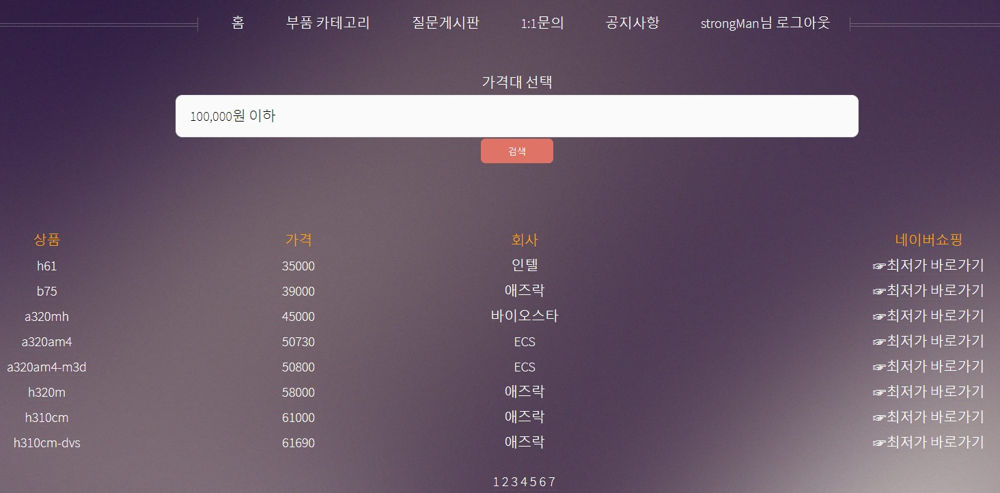 홈 부품 카테고리 질문게시판 1:1문의 공지사항 strongMan님 로그아웃
가격대 선택
100,000원 이하
검색
상품 가격 회사 네이버쇼핑
h61 35000 인텔 ☞최저가 바로가기
b75 39000 애즈락 ☞최저가 바로가기
a320mh 45000 바이오스타 ☞최저가 바로가기
a320am4 50730 ECS ☞최저가 바로가기
a320am4-m3d 50800 ECS ☞최저가 바로가기
h320m 58000 애즈락 ☞최저가 바로가기
h310cm 61000 애즈락 ☞최저가 바로가기
h310cm-dvs 61690 애즈락 ☞최저가 바로가기
1 2 3 4 5 6 7